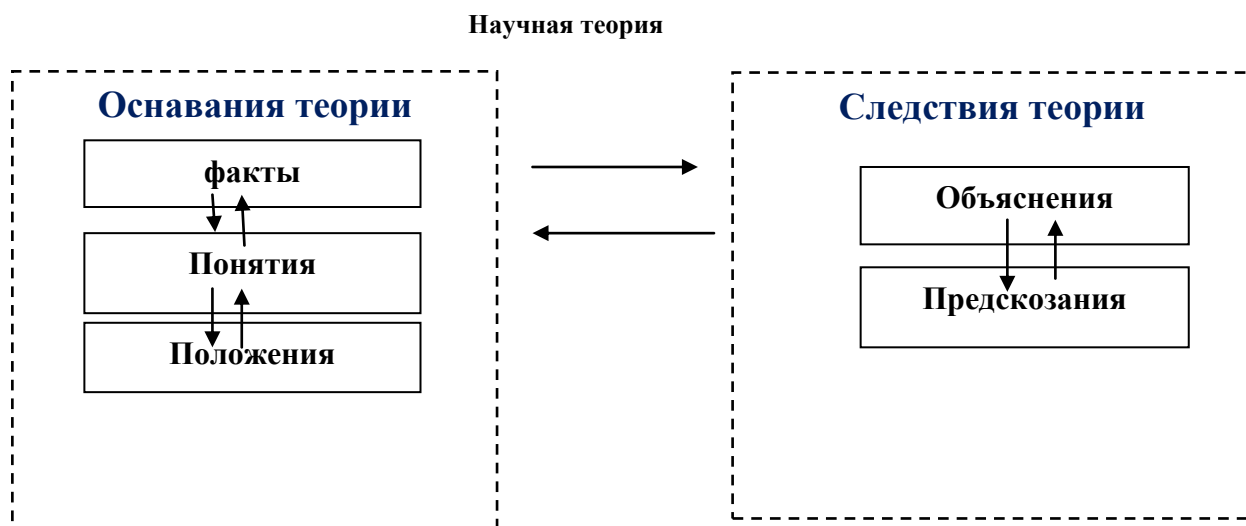 Научная теория
Оснавания теории
факты
Понятия
Положения
Следствия теории
Объяснения
Предскозания